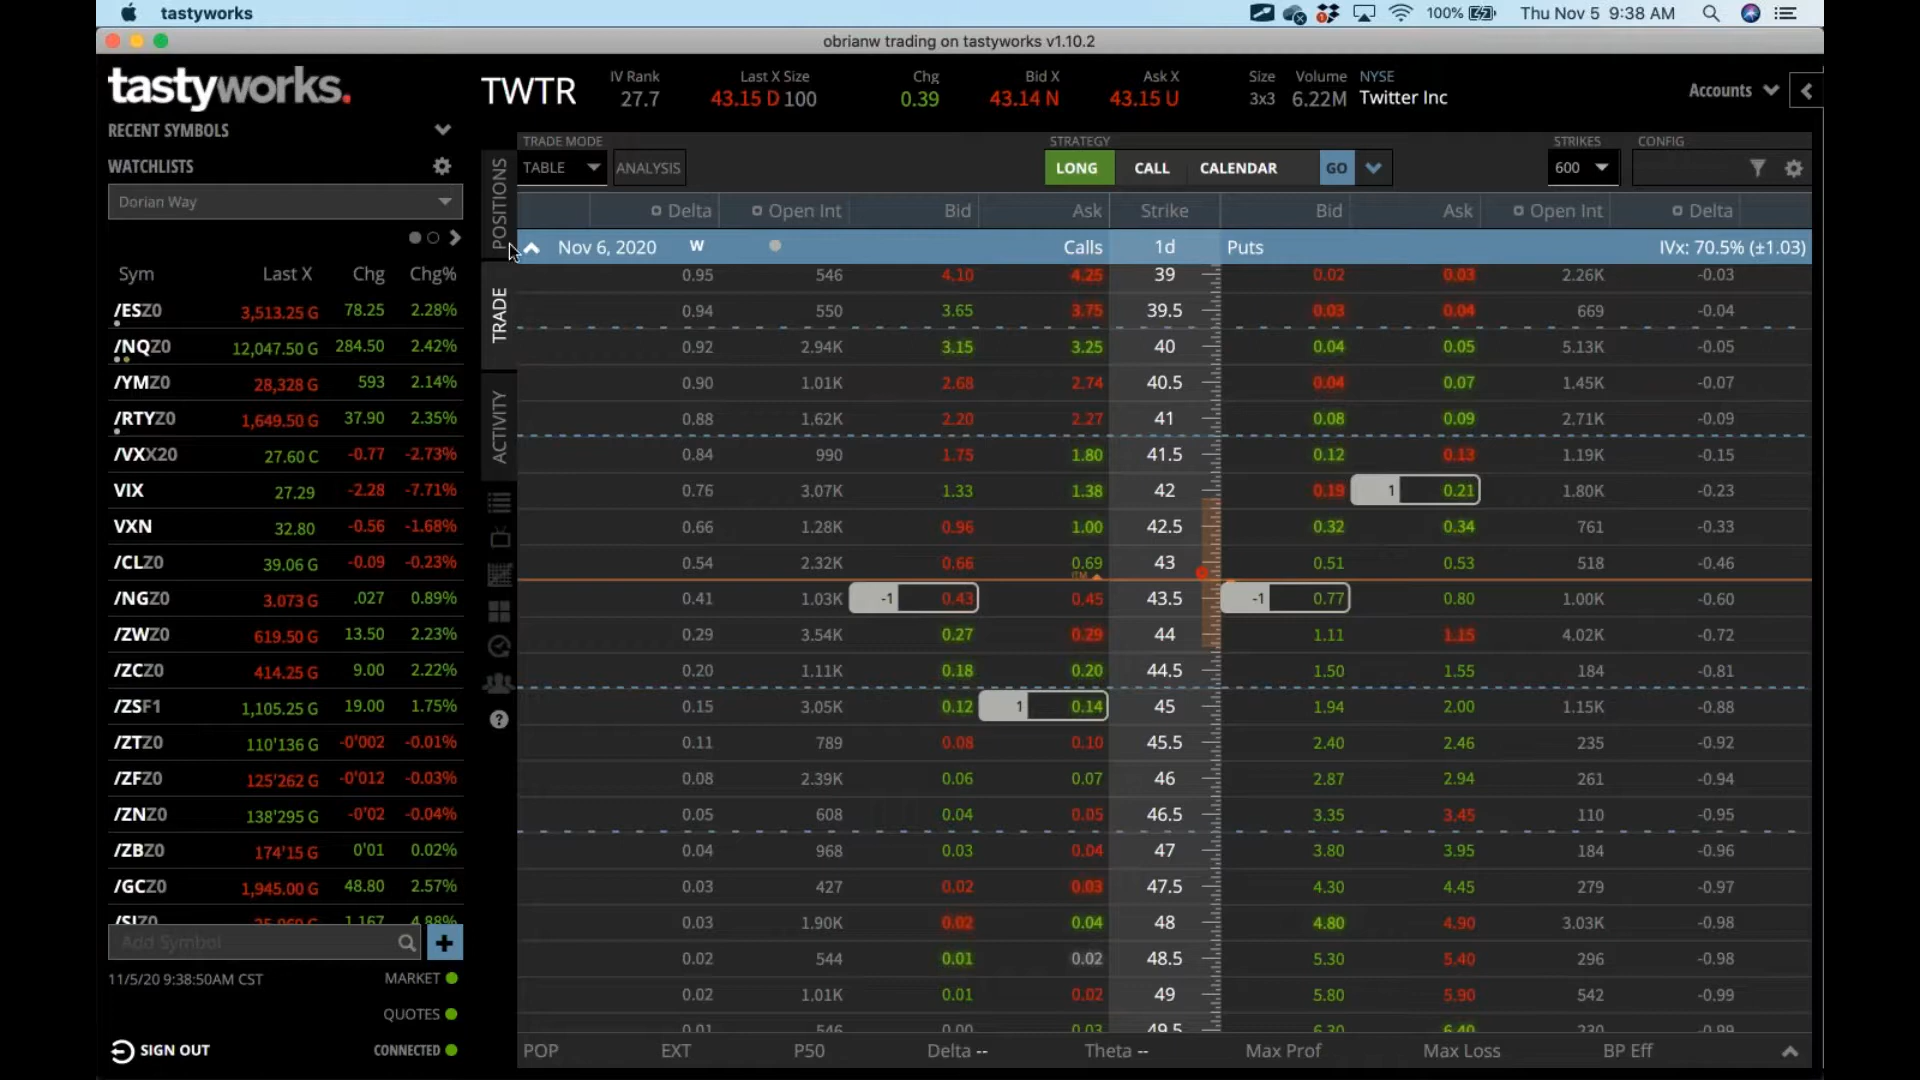 tastyworks
100%
Thu Nov 5 9:38 AM
obrianw trading on tastyworks v1.10.2
tastyworks.
RECENT SYMBOLS
WATCHLISTS
Dorian Way
Sym Last X Chg Chg%
/ESZ0 3,513.25 G 78.25 2.28%
/NQZ0 12,047.50 G 284.50 2.42%
/YMZ0 28,328 G 593 2.14%
/RTYZ0 1,649.50 G 37.90 2.35%
/VXX20 27.60 C -0.77 -2.73%
VIX 27.29 -2.28 -7.71%
VXN 32.80 -0.56 -1.68%
/CLZ0 39.06 G -0.09 -0.23%
/NGZ0 3.073 G .027 0.89%
/ZWZ0 619.50 G 13.50 2.23%
/ZCZ0 414.25 G 9.00 2.22%
/ZSF1 1,105.25 G 19.00 1.75%
/ZTZ0 110'136 G -0'002 -0.01%
/ZFZ0 125'262 G -0'012 -0.03%
/ZNZ0 138'295 G -0'02 -0.04%
/ZBZ0 174'15 G 0'01 0.02%
/GCZ0 1,945.00 G 48.80 2.57%
/SIZ0 1.167 4.88%
Add Symbol
11/5/20 9:38:50AM CST MARKET
QUOTES
SIGN OUT CONNECTED
POSITIONS
TRADE
ACTIVITY
?
TWTR
IV Rank Last X Size Chg Bid X Ask X Size Volume NYSE
27.7 43.15 D 100 0.39 43.14 N 43.15 U 3x3 6.22M Twitter Inc
Accounts
TRADE MODE STRATEGY STRIKES CONFIG
TABLE ANALYSIS LONG CALL CALENDAR GO 600
Delta Open Int Bid Ask Strike Bid Ask Open Int Delta
Nov 6, 2020 W Calls 1d Puts IVx: 70.5% (±1.03)
0.95 546 4.10 4.25 39 0.02 0.03 2.26K -0.03
0.94 550 3.65 3.75 39.5 0.03 0.04 669 -0.04
0.92 2.94K 3.15 3.25 40 0.04 0.05 5.13K -0.05
0.90 1.01K 2.68 2.74 40.5 0.04 0.07 1.45K -0.07
0.88 1.62K 2.20 2.27 41 0.08 0.09 2.71K -0.09
0.84 990 1.75 1.80 41.5 0.12 0.13 1.19K -0.15
0.76 3.07K 1.33 1.38 42 0.19 1 0.21 1.80K -0.23
0.66 1.28K 0.96 1.00 42.5 0.32 0.34 761 -0.33
0.54 2.32K 0.66 0.69 43 0.51 0.53 518 -0.46
ITM
0.41 1.03K -1 0.43 0.45 43.5 -1 0.77 0.80 1.00K -0.60
0.29 3.54K 0.27 0.29 44 1.11 1.15 4.02K -0.72
0.20 1.11K 0.18 0.20 44.5 1.50 1.55 184 -0.81
0.15 3.05K 0.12 1 0.14 45 1.94 2.00 1.15K -0.88
0.11 789 0.08 0.10 45.5 2.40 2.46 235 -0.92
0.08 2.39K 0.06 0.07 46 2.87 2.94 261 -0.94
0.05 608 0.04 0.05 46.5 3.35 3.45 110 -0.95
0.04 968 0.03 0.04 47 3.80 3.95 184 -0.96
0.03 427 0.02 0.03 47.5 4.30 4.45 279 -0.97
0.03 1.90K 0.02 0.04 48 4.80 4.90 3.03K -0.98
0.02 544 0.01 0.02 48.5 5.30 5.40 296 -0.98
0.02 1.01K 0.01 0.02 49 5.80 5.90 542 -0.99
0.01 546 0.00 0.03 49.5 6.30 6.40 230 -0.99
POP EXT P50 Delta -- Theta -- Max Prof Max Loss BP Eff